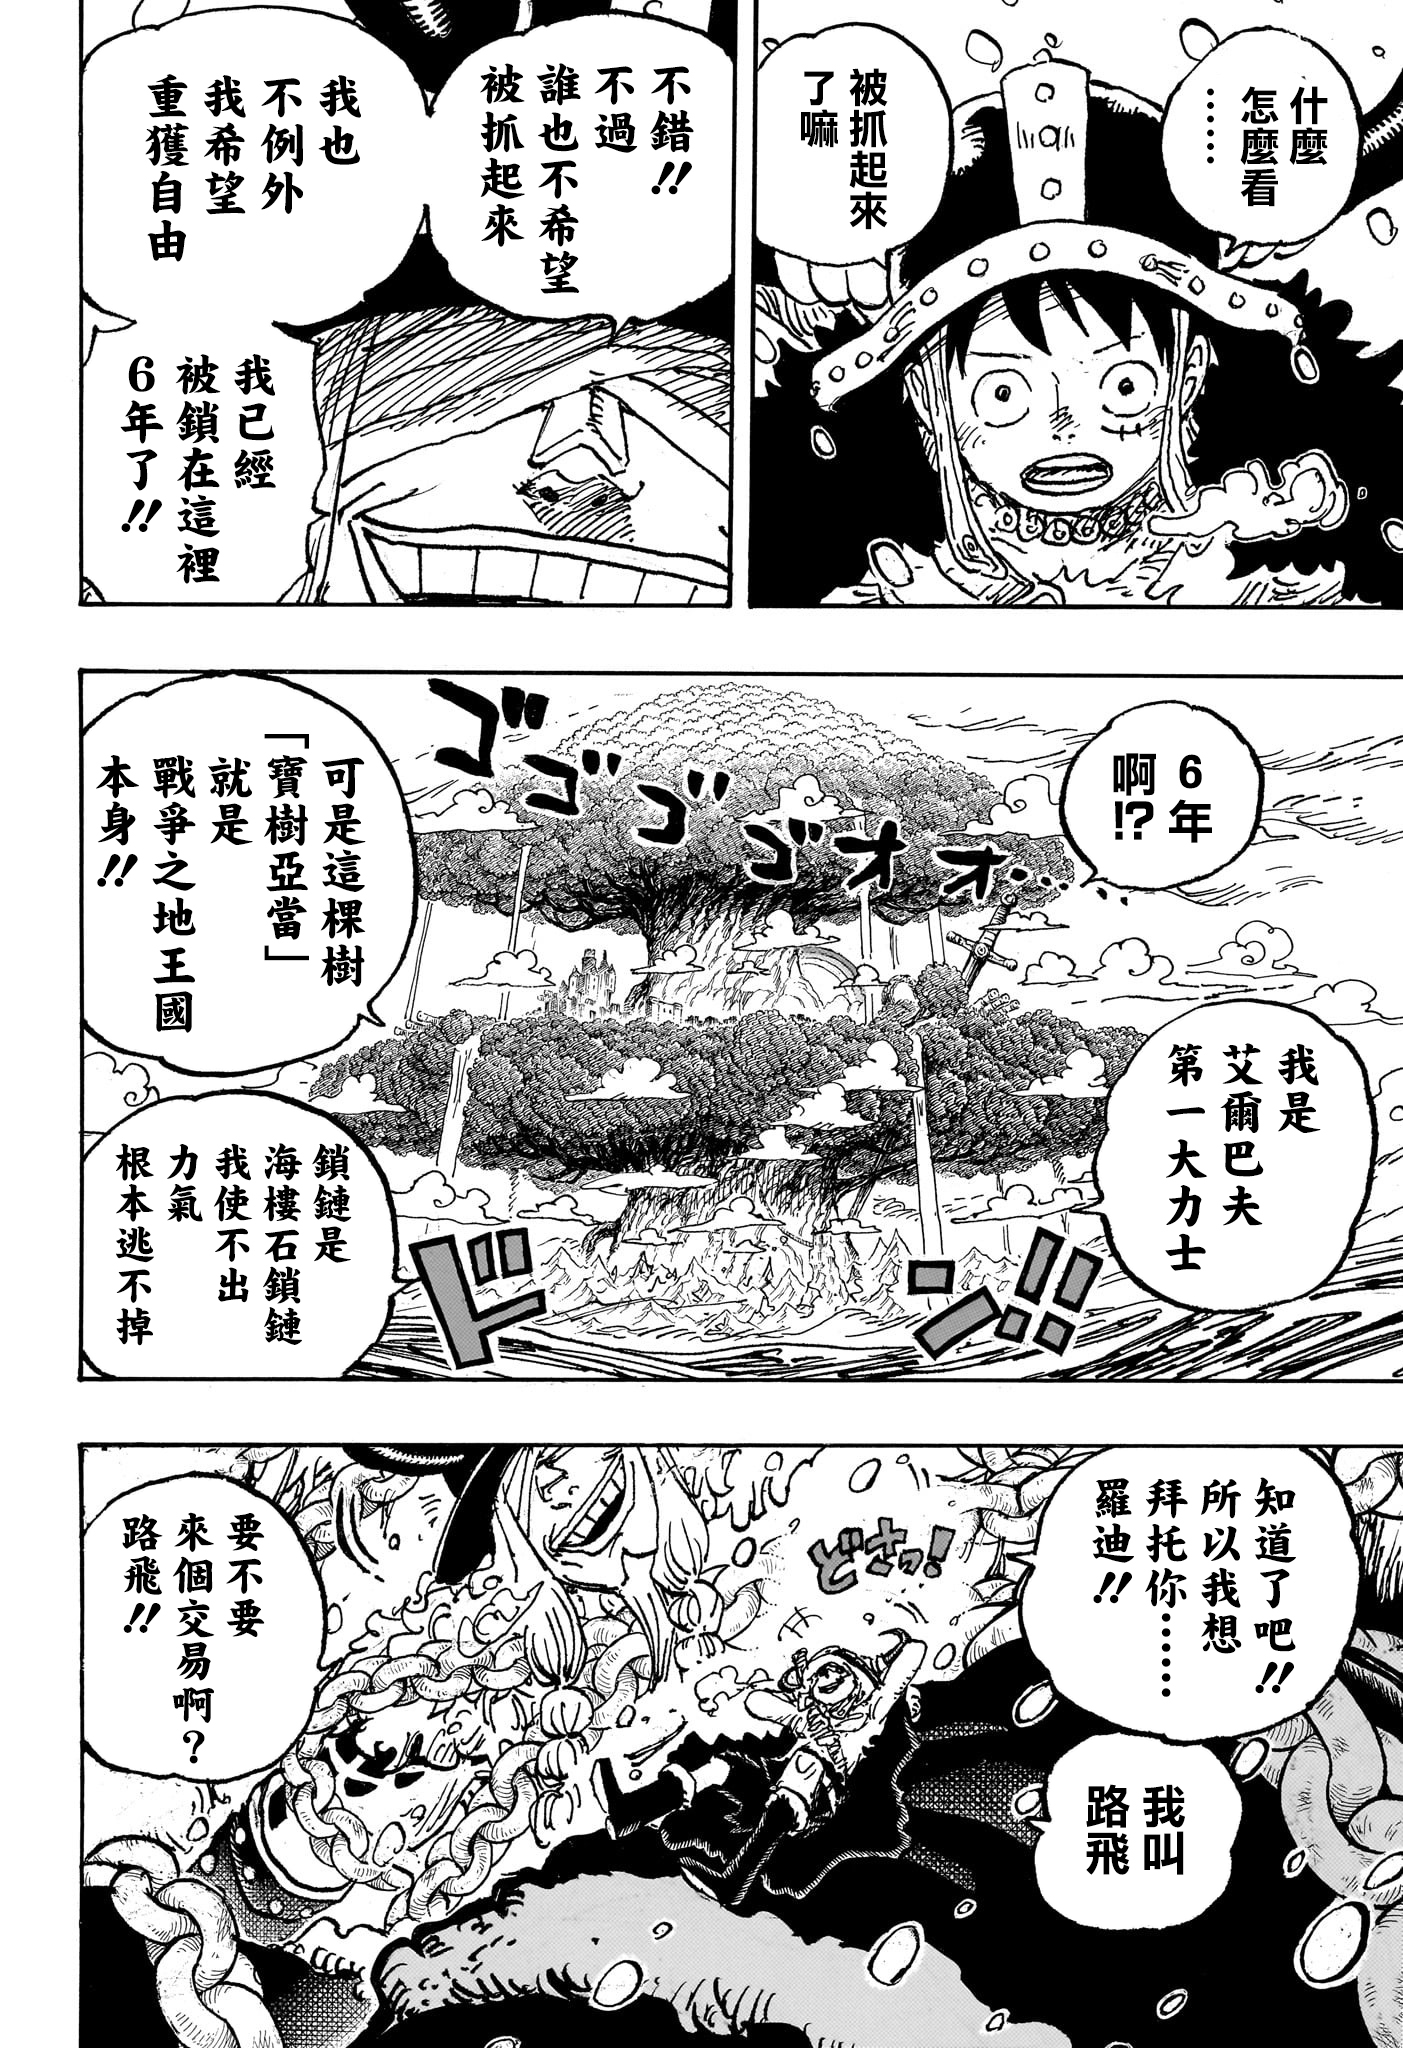 什麼
怎麼看
……
被抓起來
了嘛
不錯!!
不過
誰也不希望
被抓起來
我也
不例外
我希望
重獲自由
我已經
被鎖在這裡
6年了!!
6年
啊!?
ゴゴゴゴゴオオ…
我是
艾爾巴夫
第一大力士
可是這棵樹
「寶樹亞當」
就是
戰爭之地王國
本身!!
鎖鏈是
海樓石鎖鏈
我使不出
力氣
根本逃不掉
ドン!!
知道了吧!!
所以我想
拜托你……
羅迪!!
我叫
路飛
どさっ!
要不要
來個交易啊？
路飛!!